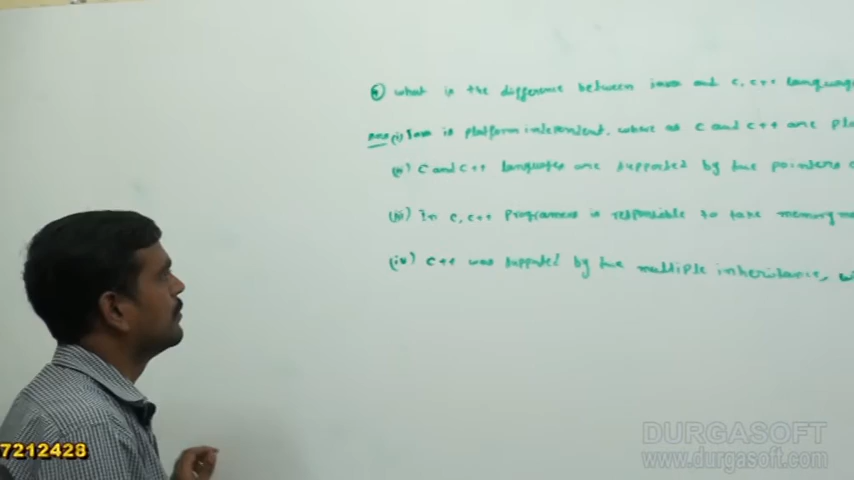 what is the difference between java and c, c++ language
Ans (i) Java is platform independent, where as c and c++ are pla
(ii) C and c++ languages are supported by the pointers
(iii) In c, c++ programmer is responsible to take memory m
(iv) c++ was supported by the multiple inheritance, w
7212428
DURGASOFT
www.durgasoft.com